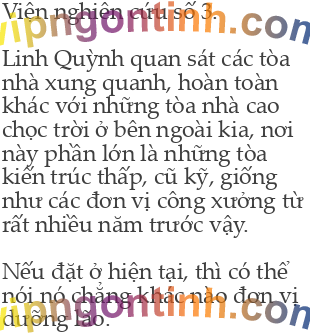 Viện nghiên cứu số 3.
vipngontinh.com
Linh Quỳnh quan sát các tòa
nhà xung quanh, hoàn toàn
khác với những tòa nhà cao
chọc trời ở bên ngoài kia, nơi
này phần lớn là những tòa
kiến trúc thấp, cũ kỹ, giống
như các đơn vị công xưởng từ
rất nhiều năm trước vậy.
Nếu đặt ở hiện tại, thì có thể
nói nó chẳng khác nào đơn vị
vipngontinh.com
dưỡng lão.